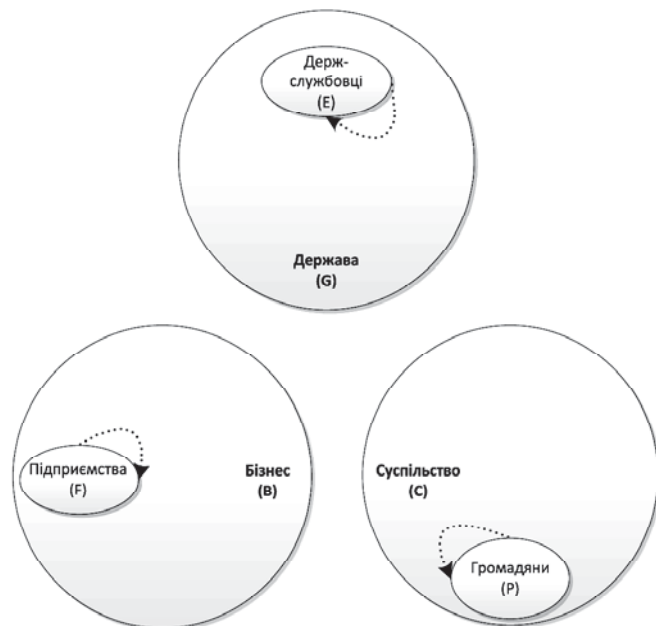 Держ-
службовці
(E)
Держава
(G)
Підприємства
(F)
Бізнес
(B)
Суспільство
(C)
Громадяни
(P)